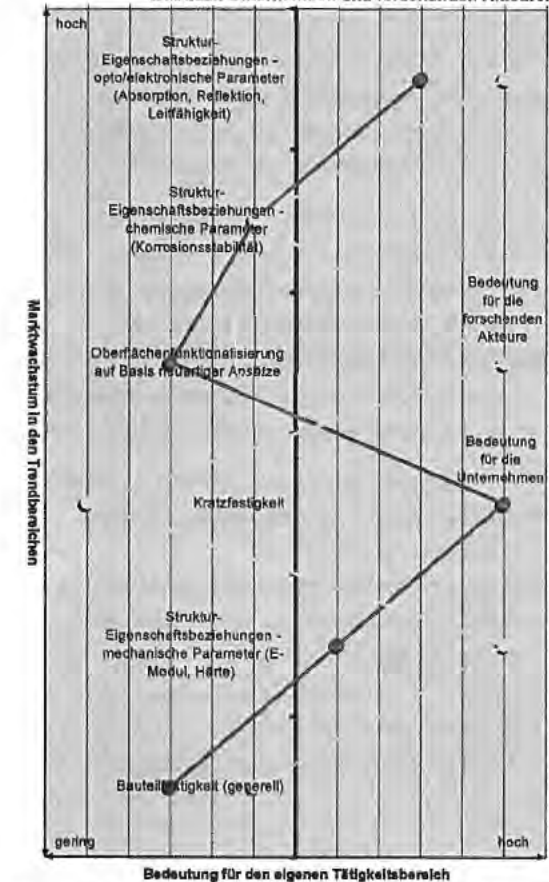 hoch
Struktur-
Eigenschaftsbeziehungen -
opto/elektronische Parameter
(Absorption, Reflektion,
Leitfähigkeit)
Struktur-
Eigenschaftsbeziehungen -
chemische Parameter
(Korrosionsstabilität)
Bedeutung
für die
forschenden
Akteure
Oberflächenfunktionalisierung
auf Basis neuartiger Ansätze
Bedeutung
für die
Unternehmen
Kratzfestigkeit
Struktur-
Eigenschaftsbeziehungen -
mechanische Parameter (E-
Modul, Härte)
Bauteilfestigkeit (generell)
gering
hoch
Marktwachstum in den Trendbereichen
Bedeutung für den eigenen Tätigkeitsbereich